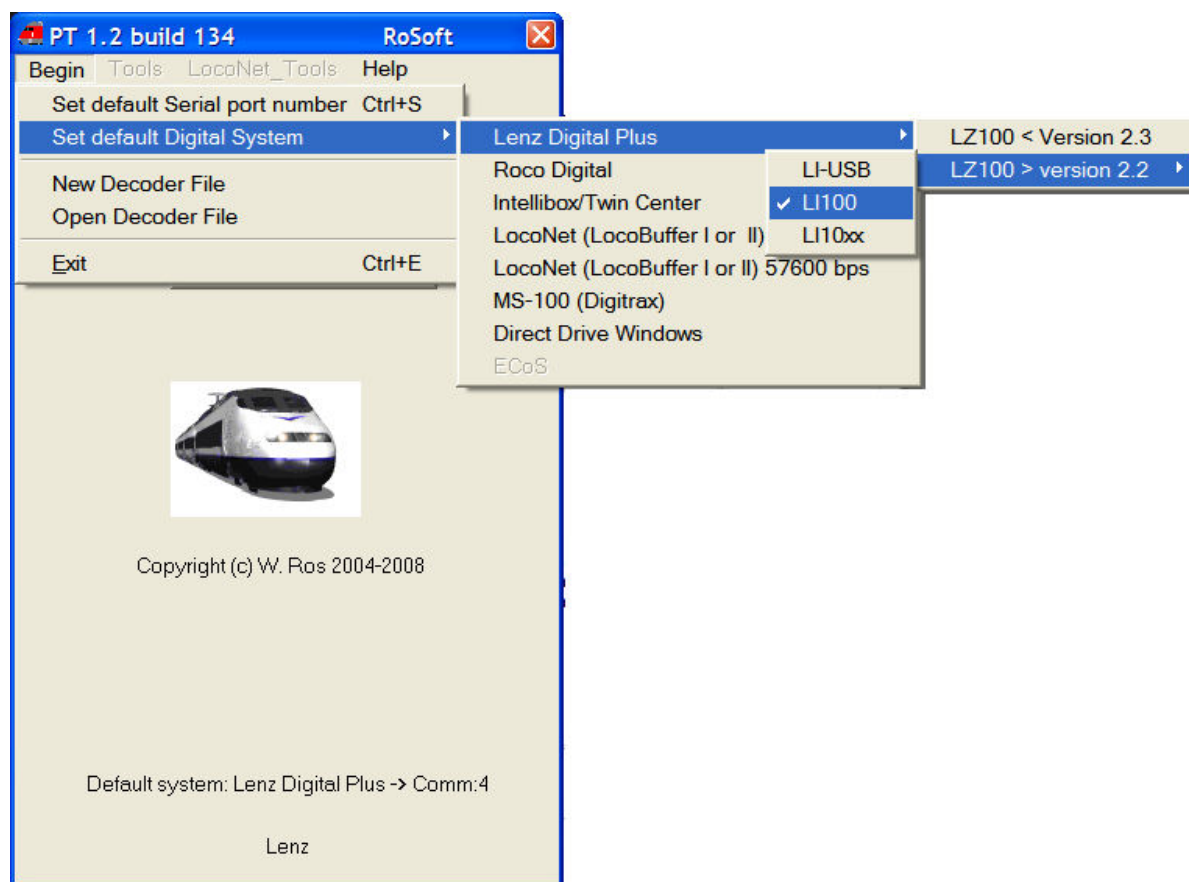 PT 1.2 build 134 RoSoft
Begin Tools LocoNet_Tools Help
Set default Serial port number Ctrl+S
Set default Digital System
New Decoder File
Open Decoder File
Exit Ctrl+E
Lenz Digital Plus
Roco Digital
Intellibox/Twin Center
LocoNet (LocoBuffer I or II)
LocoNet (LocoBuffer I or II) 57600 bps
MS-100 (Digitrax)
Direct Drive Windows
ECoS
LZ100 < Version 2.3
LZ100 > version 2.2
LI-USB
LI100
LI10xx
Copyright (c) W. Ros 2004-2008
Default system: Lenz Digital Plus -> Comm:4
Lenz